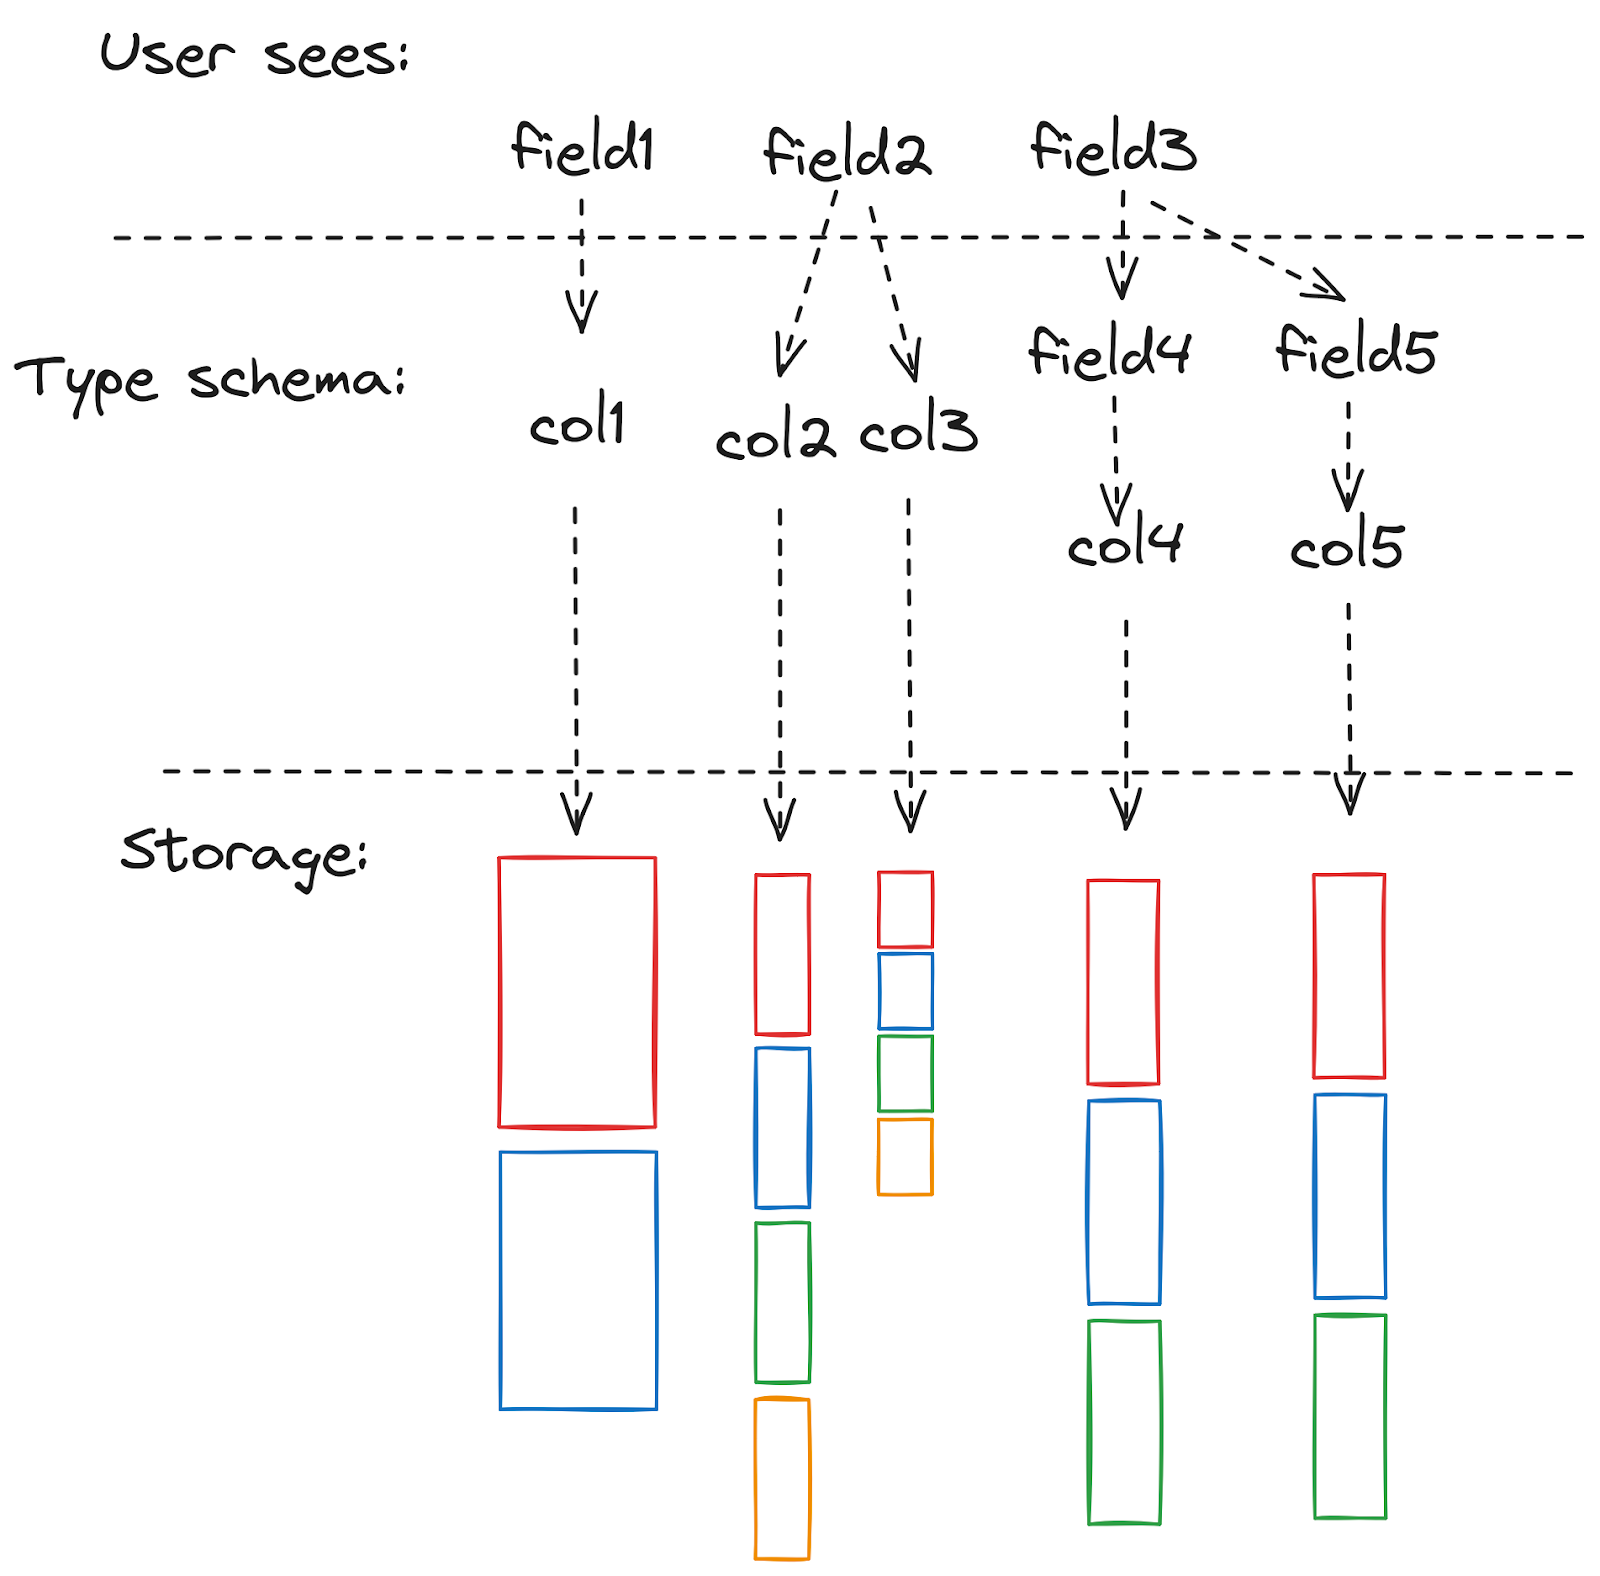 User sees:
field1 field2 field3
Type schema:
field4 field5
col1 col2 col3
col4 col5
Storage: